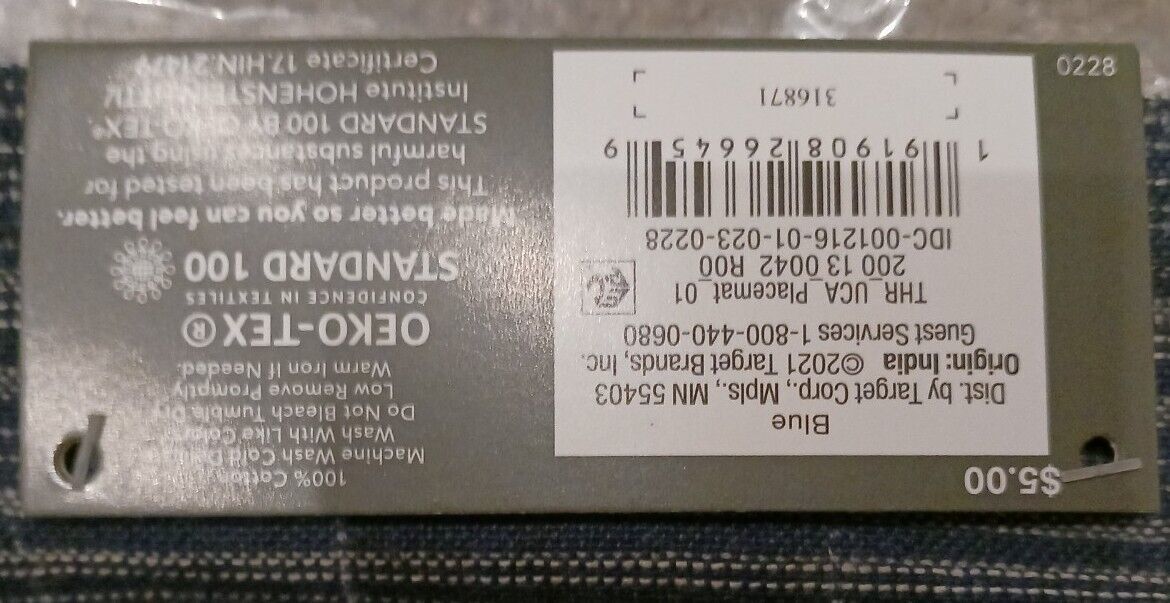 $5.00
Blue
Dist. by Target Corp., Mpls., MN 55403
Origin: India ©2021 Target Brands, Inc.
Guest Services 1-800-440-0680
THR_UCA_Placemat_01
200 13 0042 R00
IDC-001216-01-023-0228
1 91908 26645 9
316871
0228
100% Cotton
Machine Wash Cold
Wash With Like Colors
Do Not Bleach Tumble Dry
Low Remove Promptly
Warm Iron If Needed.
OEKO-TEX®
CONFIDENCE IN TEXTILES
STANDARD 100
Made better so you can feel better.
This product has been tested for
harmful substances using the
STANDARD 100 BY OEKO-TEX®.
Institute HOHENSTEIN HTTI
Certificate 17.HIN.21479